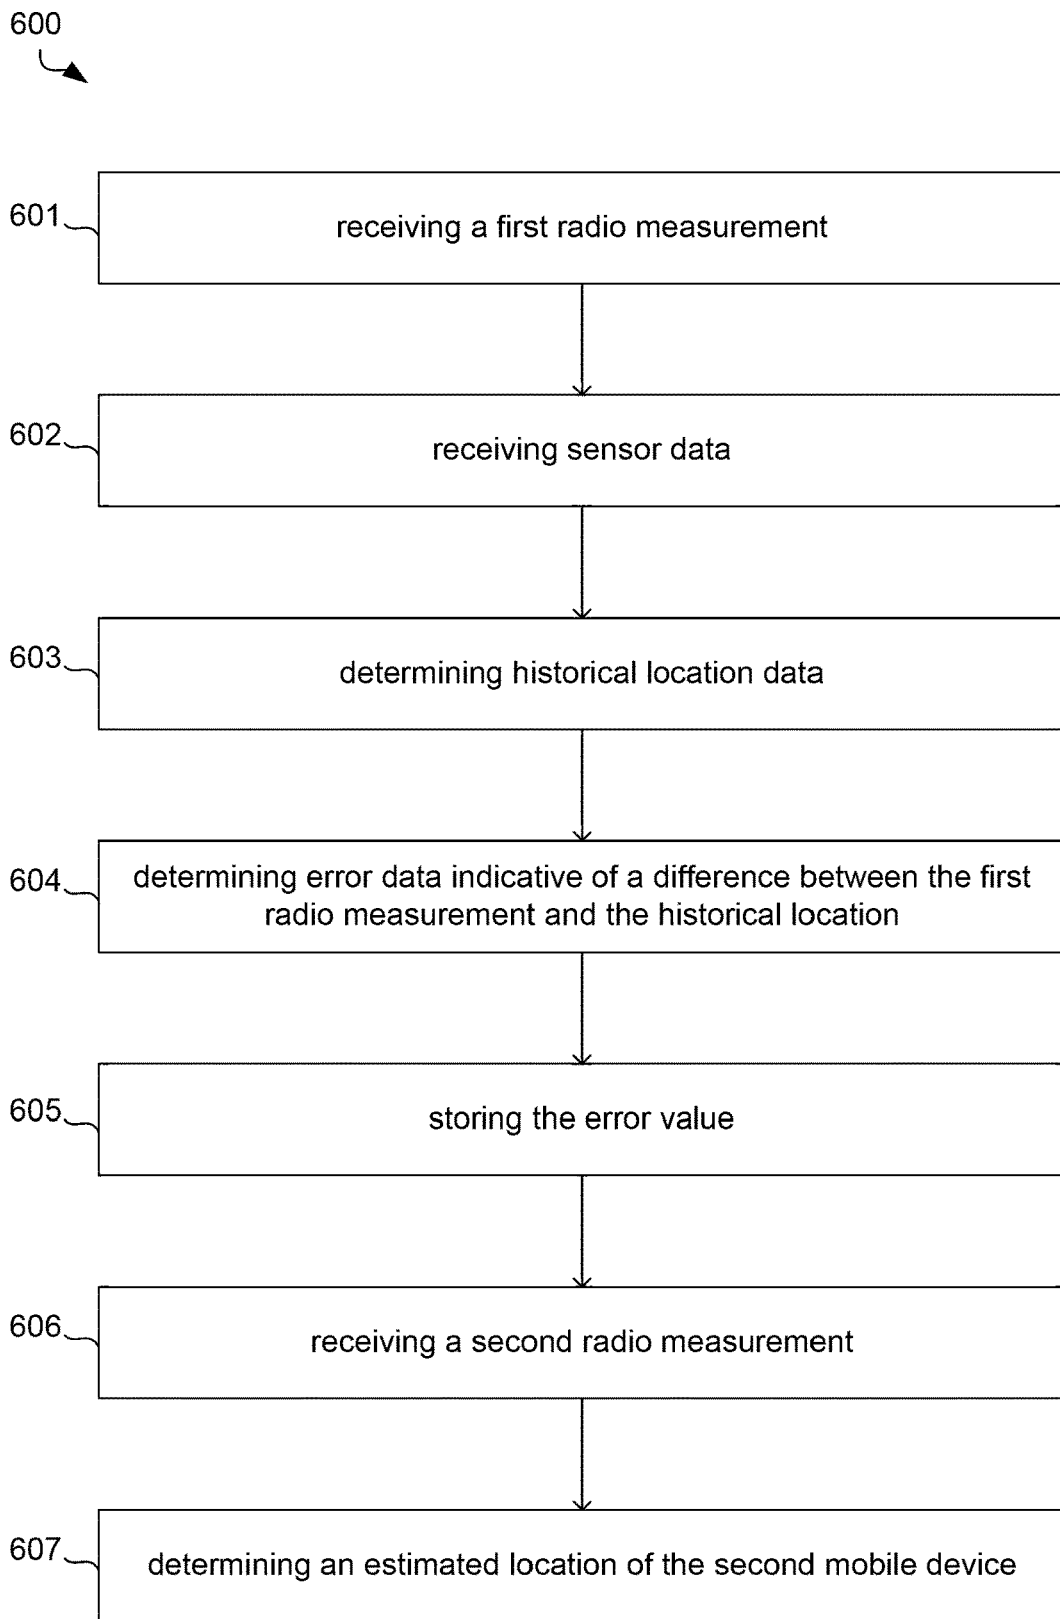 600
601
receiving a first radio measurement
602
receiving sensor data
603
determining historical location data
604
determining error data indicative of a difference between the first
radio measurement and the historical location
605
storing the error value
606
receiving a second radio measurement
607
determining an estimated location of the second mobile device